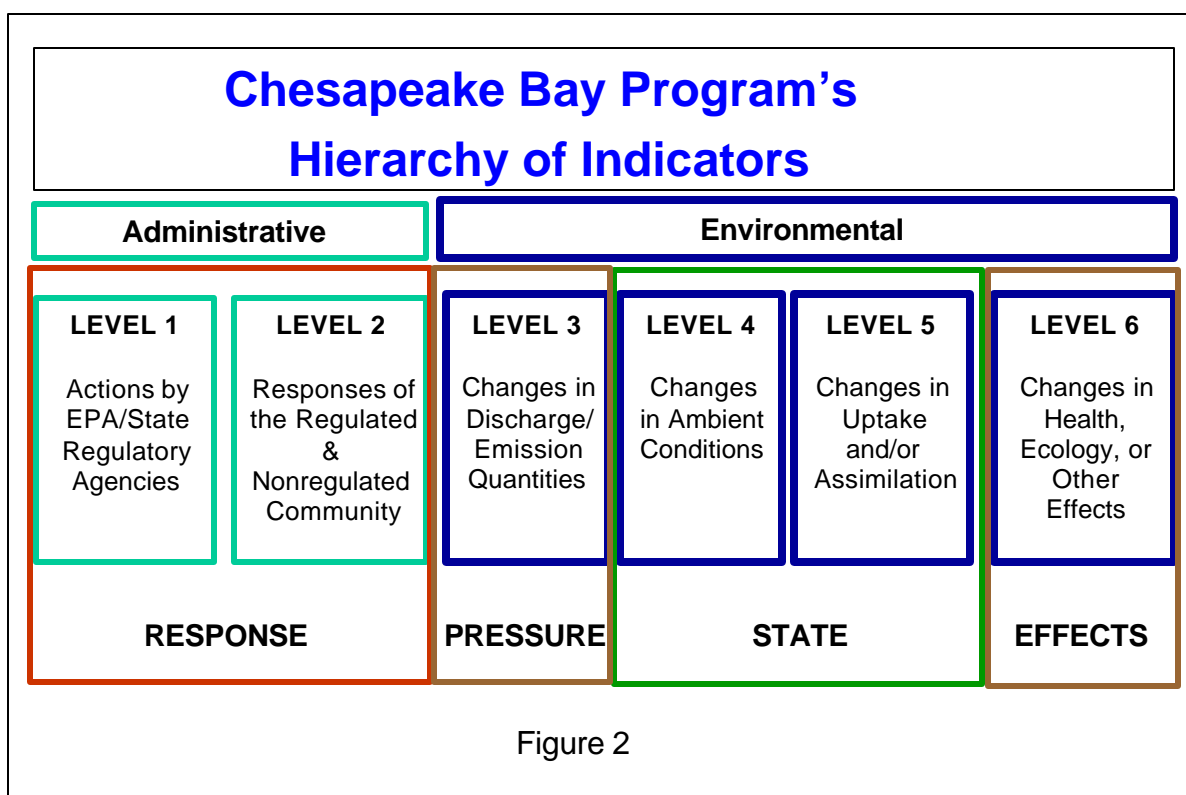 Chesapeake Bay Program's
Hierarchy of Indicators
Administrative
Environmental
LEVEL 1
Actions by
EPA/State
Regulatory
Agencies
LEVEL 2
Responses of
the Regulated
&
Nonregulated
Community
LEVEL 3
Changes in
Discharge/
Emission
Quantities
LEVEL 4
Changes
in Ambient
Conditions
LEVEL 5
Changes in
Uptake
and/or
Assimilation
LEVEL 6
Changes in
Health,
Ecology, or
Other
Effects
RESPONSE
PRESSURE
STATE
EFFECTS
Figure 2